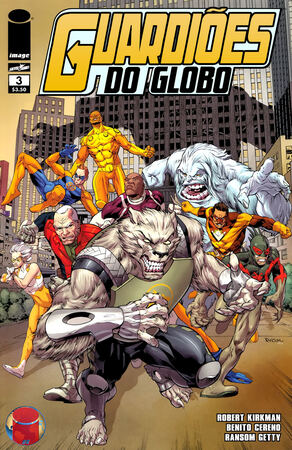 image
3
$3.50
GUARDIÕES
DO GLOBO
ROBERT KIRKMAN
BENITO CERENO
RANSOM GETTY